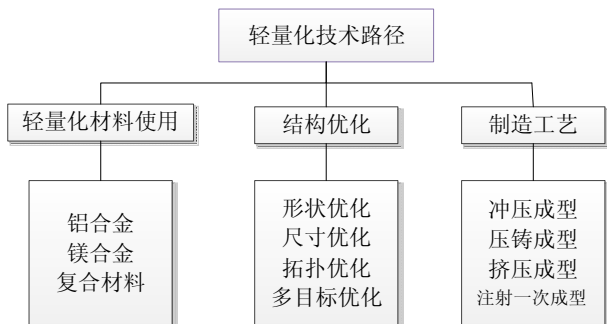 轻量化技术路径
轻量化材料使用
结构优化
制造工艺
铝合金
镁合金
复合材料
形状优化
尺寸优化
拓扑优化
多目标优化
冲压成型
压铸成型
挤压成型
注射一次成型